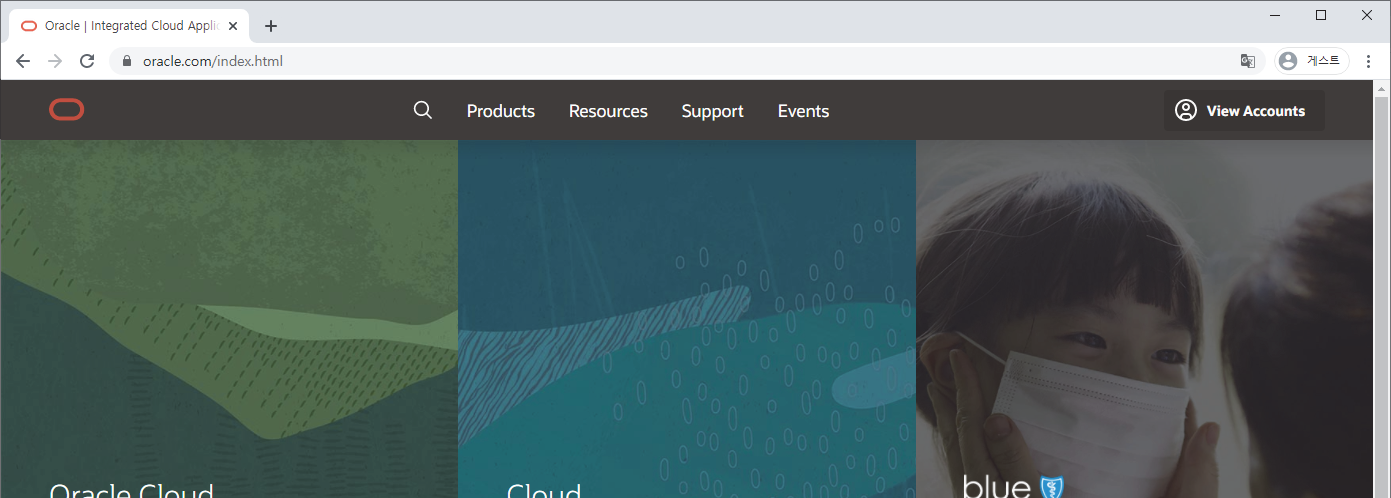 Oracle | Integrated Cloud Applic
oracle.com/index.html
게스트
Products
Resources
Support
Events
View Accounts
Oracle Cloud
Cloud
blue